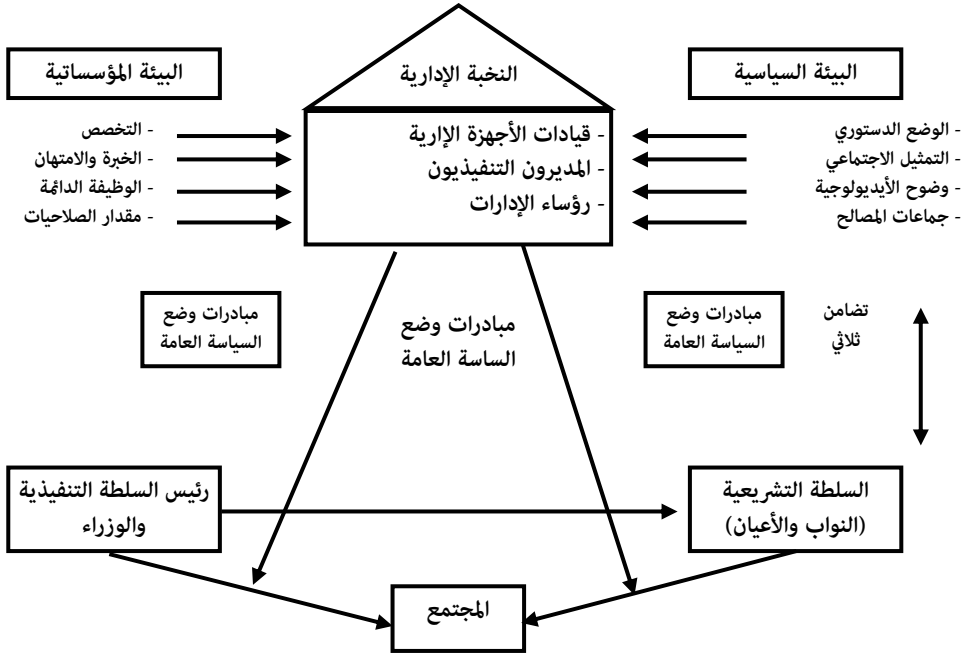 النخبة الإدارية
البيئة السياسية
البيئة المؤسساتية
- قيادات الأجهزة الإارية
- المديرون التنفيذيون
- رؤساء الإدارات
- الوضع الدستوري
- التمثيل الاجتماعي
- وضوح الأيديولوجية
- جماعات المصالح
- التخصص
- الخبرة والامتهان
- الوظيفة الدائمة
- مقدار الصلاحيات
تضامن
ثلاثي
مبادرات وضع
السياسة العامة
مبادرات وضع
الساسة العامة
مبادرات وضع
السياسة العامة
السلطة التشريعية
(النواب والأعيان)
رئيس السلطة التنفيذية
والوزراء
المجتمع